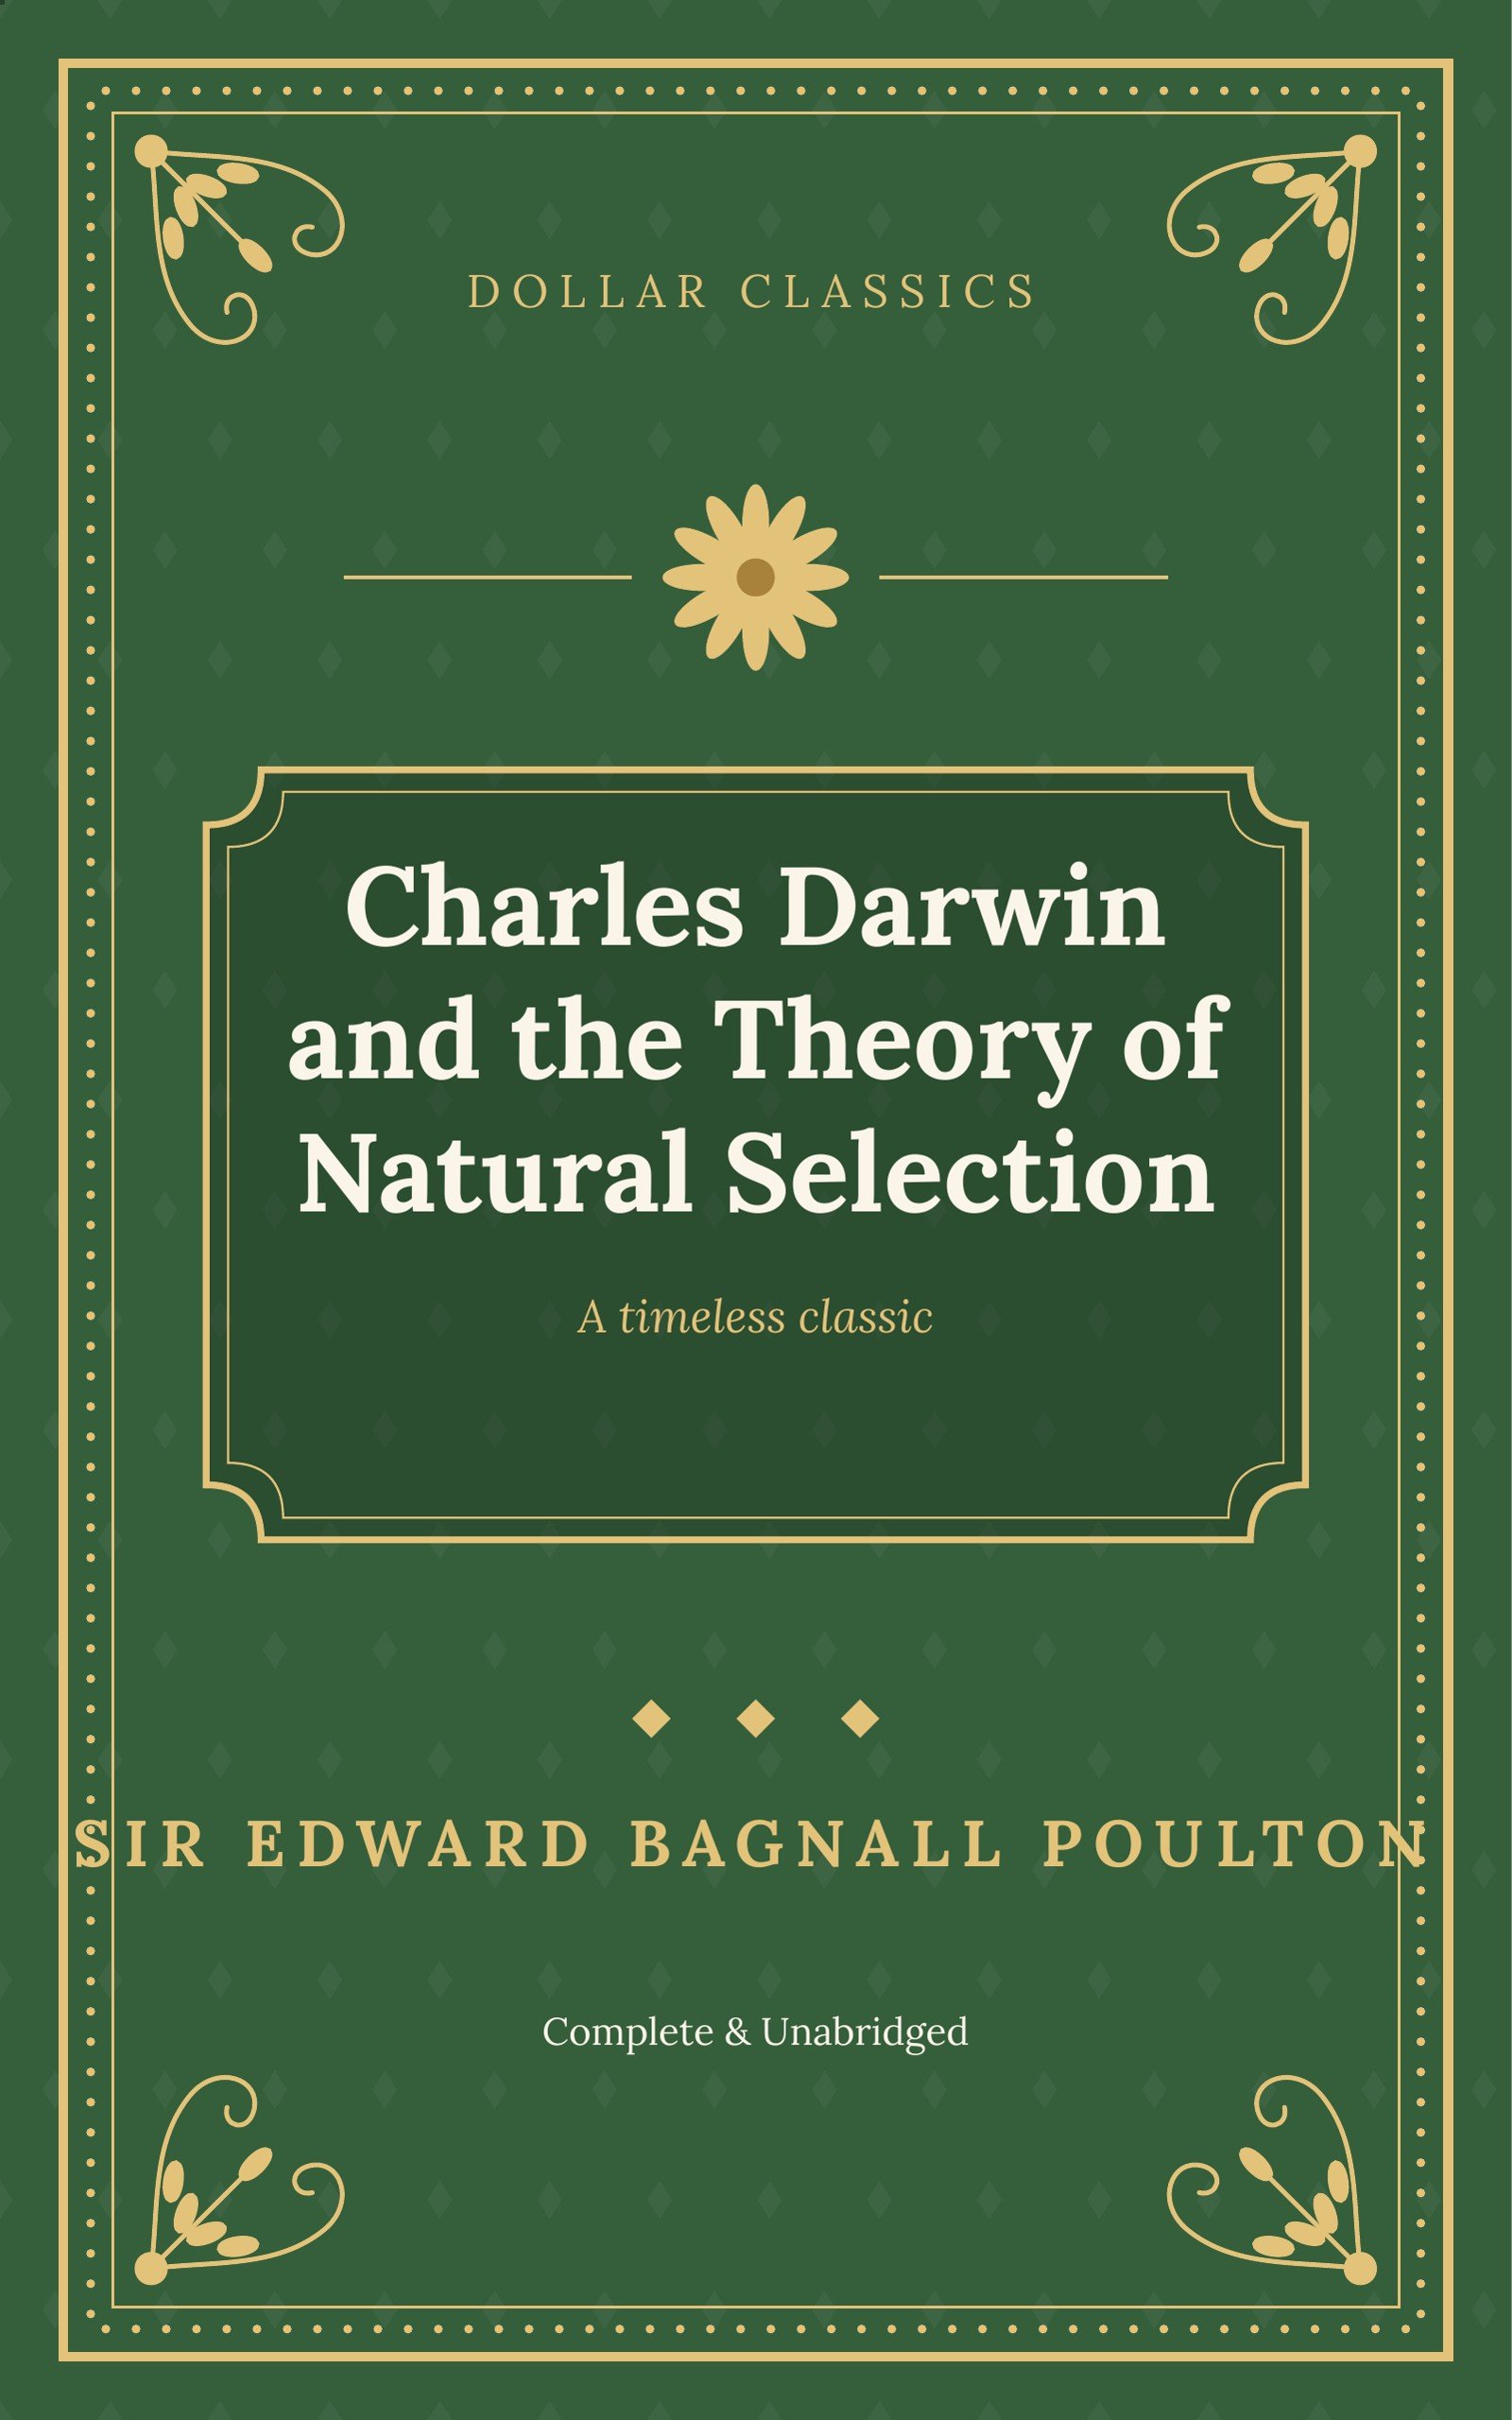 DOLLAR CLASSICS
Charles Darwin
and the Theory of
Natural Selection
A timeless classic
SIR EDWARD BAGNALL POULTON
Complete & Unabridged